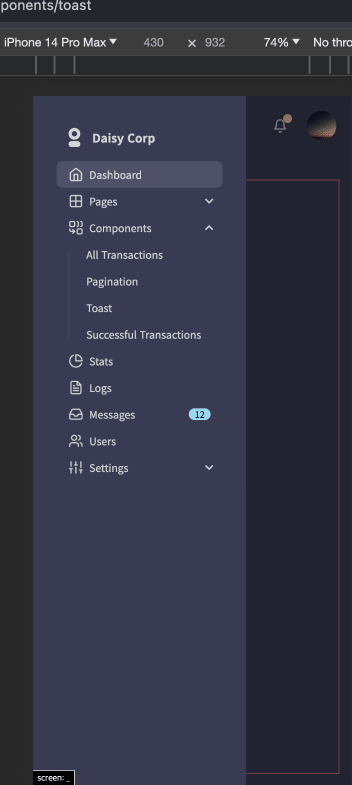 ponents/toast
iPhone 14 Pro Max ▼ 430 × 932 74% ▼ No thro
Daisy Corp
Dashboard
Pages
Components
All Transactions
Pagination
Toast
Successful Transactions
Stats
Logs
Messages 12
Users
Settings
screen: _